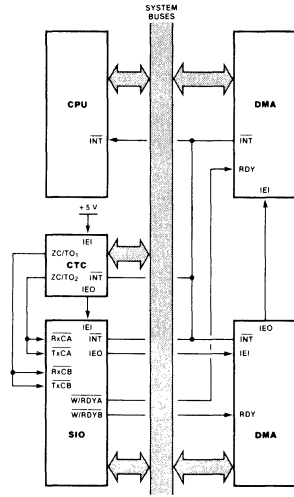 SYSTEM
BUSES
CPU
INT
DMA
INT
RDY
IEI
+5 V
IEI
ZC/TO1
CTC
ZC/TO2
INT
IEO
IEI
RxCA
INT
TxCA
IEO
RxCB
TxCB
W/RDYA
W/RDYB
SIO
IEO
IEI
RDY
DMA